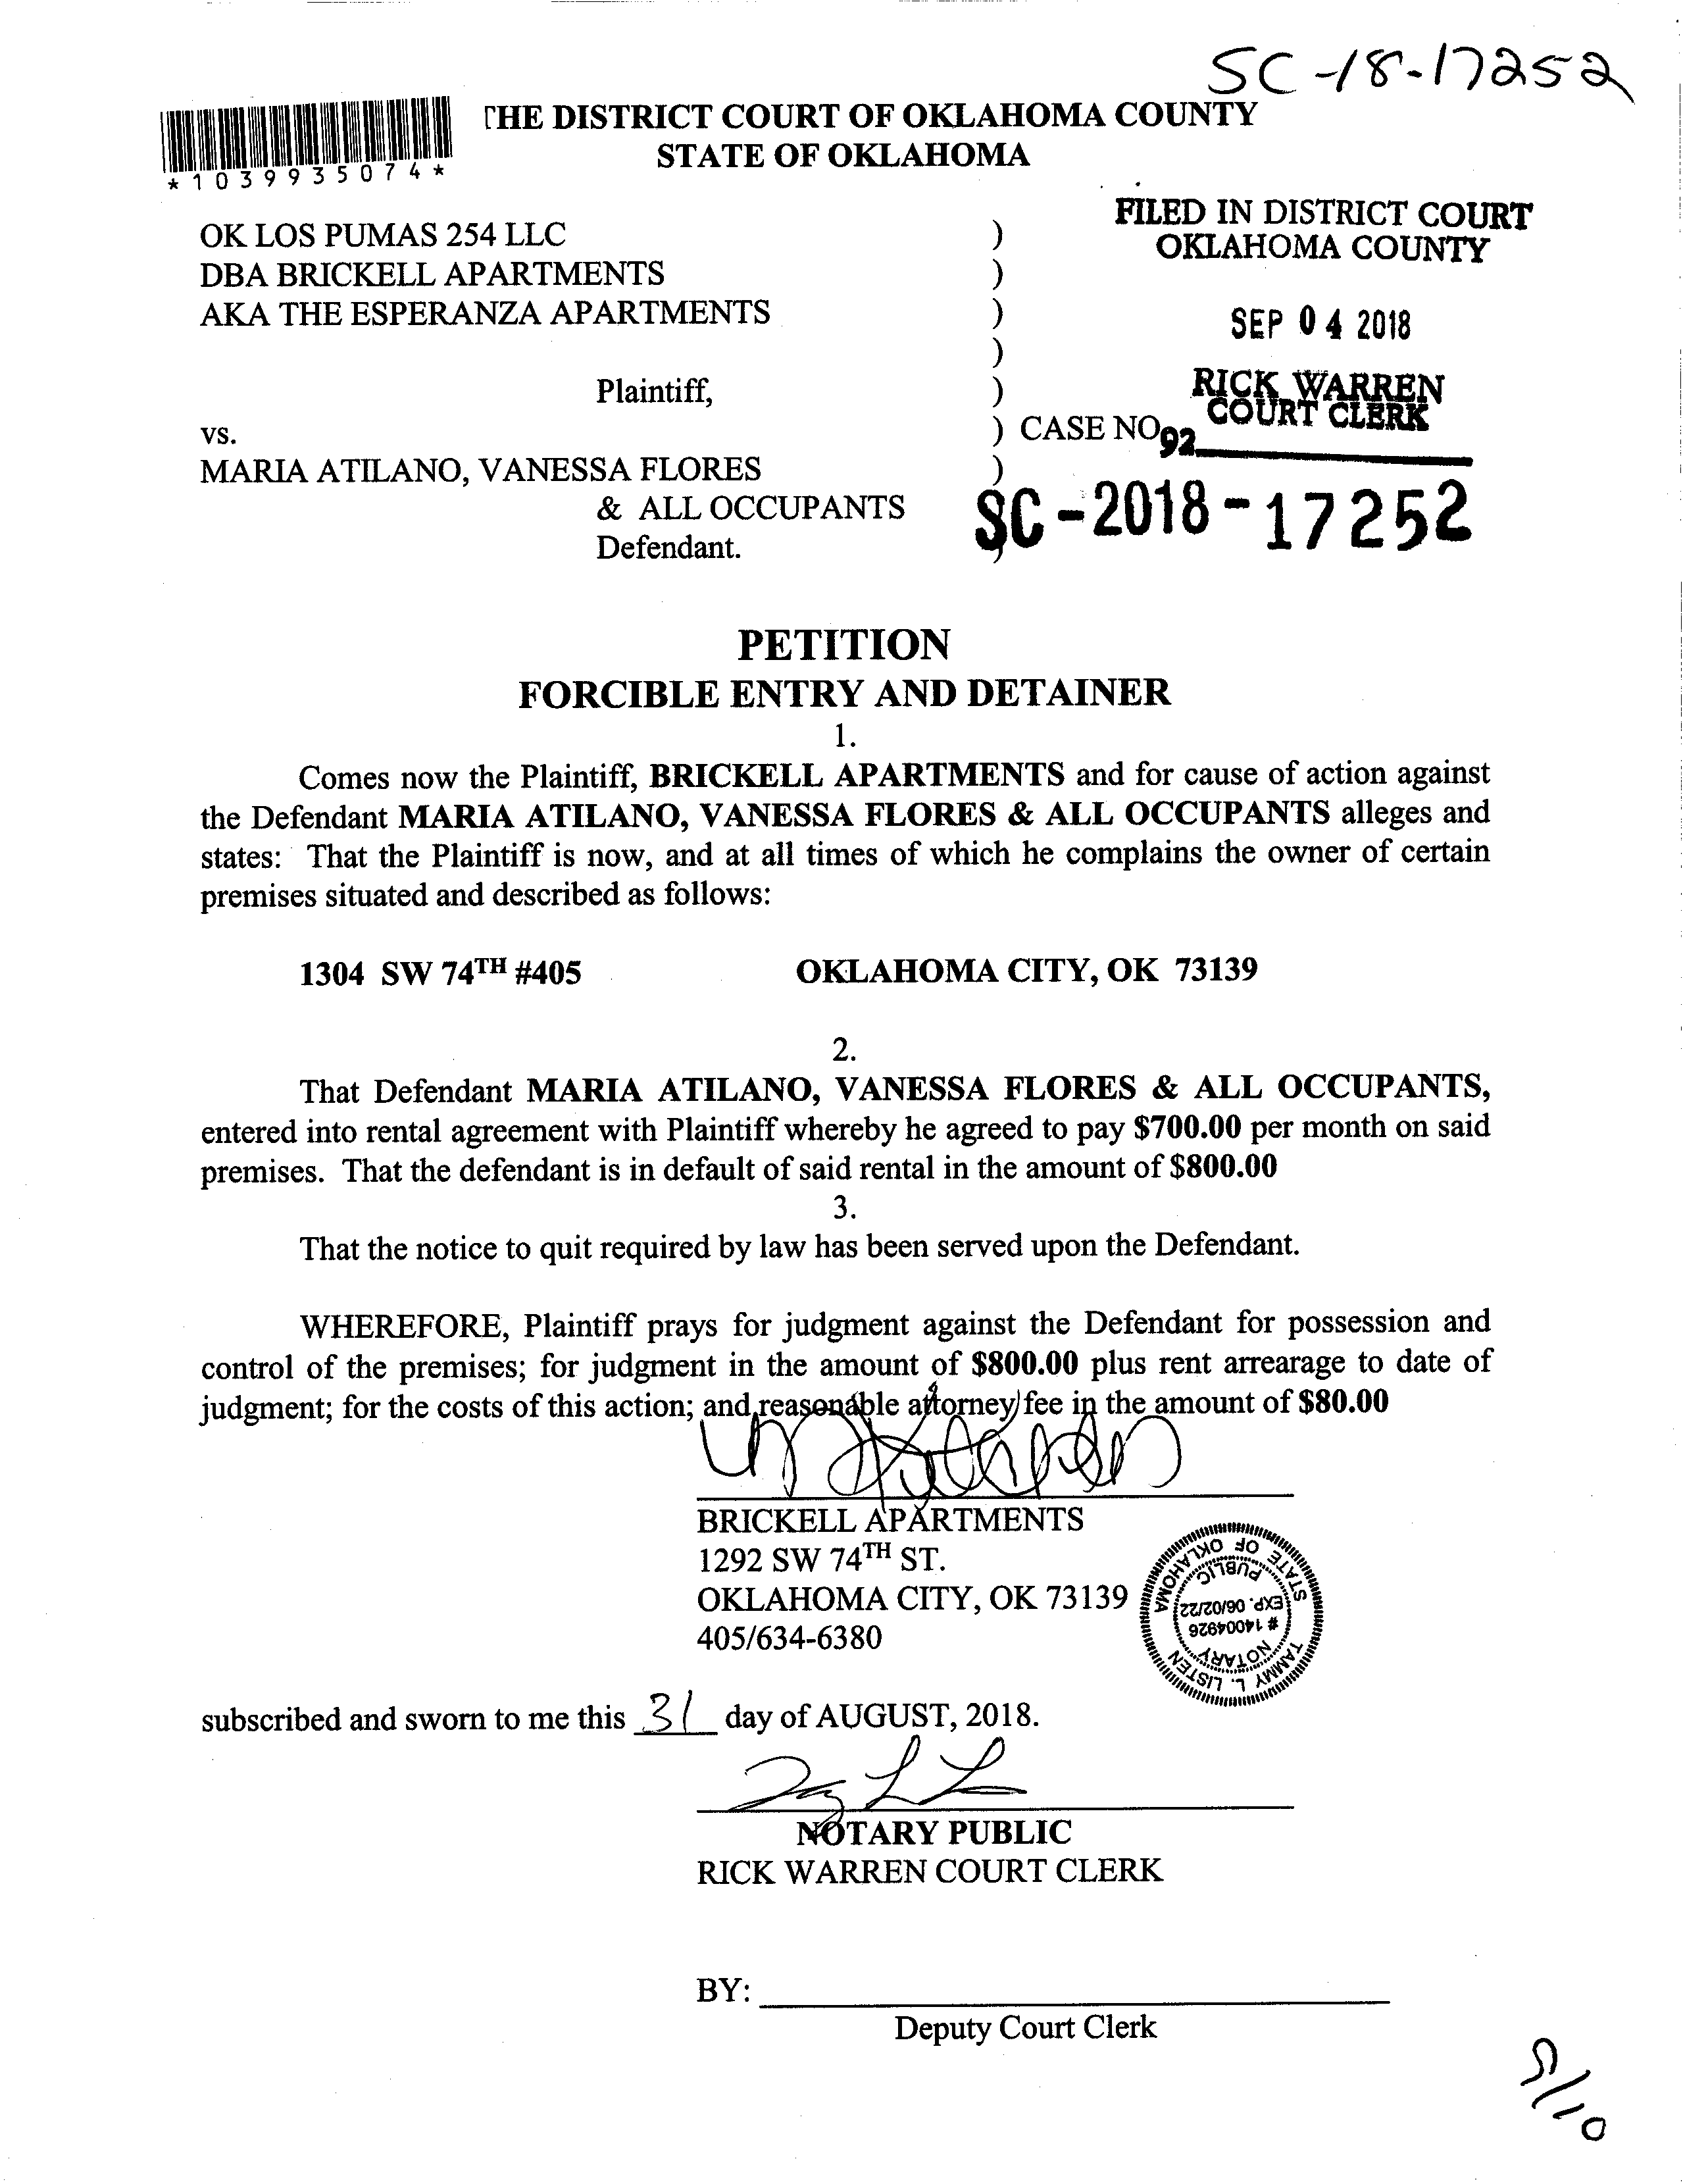 SC-18-17252
THE DISTRICT COURT OF OKLAHOMA COUNTY
STATE OF OKLAHOMA
*1039935074*
FILED IN DISTRICT COURT
OKLAHOMA COUNTY
SEP 04 2018
RICK WARREN
COURT CLERK
OK LOS PUMAS 254 LLC )
DBA BRICKELL APARTMENTS )
AKA THE ESPERANZA APARTMENTS )
)
Plaintiff, )
vs. ) CASE NO 92
MARIA ATILANO, VANESSA FLORES )
& ALL OCCUPANTS
Defendant. )
SC-2018-17252
PETITION
FORCIBLE ENTRY AND DETAINER
1.
Comes now the Plaintiff, BRICKELL APARTMENTS and for cause of action against
the Defendant MARIA ATILANO, VANESSA FLORES & ALL OCCUPANTS alleges and
states: That the Plaintiff is now, and at all times of which he complains the owner of certain
premises situated and described as follows:
1304 SW 74TH #405 OKLAHOMA CITY, OK 73139
2.
That Defendant MARIA ATILANO, VANESSA FLORES & ALL OCCUPANTS,
entered into rental agreement with Plaintiff whereby he agreed to pay $700.00 per month on said
premises. That the defendant is in default of said rental in the amount of $800.00
3.
That the notice to quit required by law has been served upon the Defendant.
WHEREFORE, Plaintiff prays for judgment against the Defendant for possession and
control of the premises; for judgment in the amount of $800.00 plus rent arrearage to date of
judgment; for the costs of this action; and reasonable attorney fee in the amount of $80.00
BRICKELL APARTMENTS
1292 SW 74TH ST.
OKLAHOMA CITY, OK 73139
405/634-6380
TAMMY L. LISTEN
NOTARY
# 14004926
EXP. 06/02/22
PUBLIC
STATE OF OKLAHOMA
subscribed and sworn to me this 31 day of AUGUST, 2018.
NOTARY PUBLIC
RICK WARREN COURT CLERK
BY:
Deputy Court Clerk